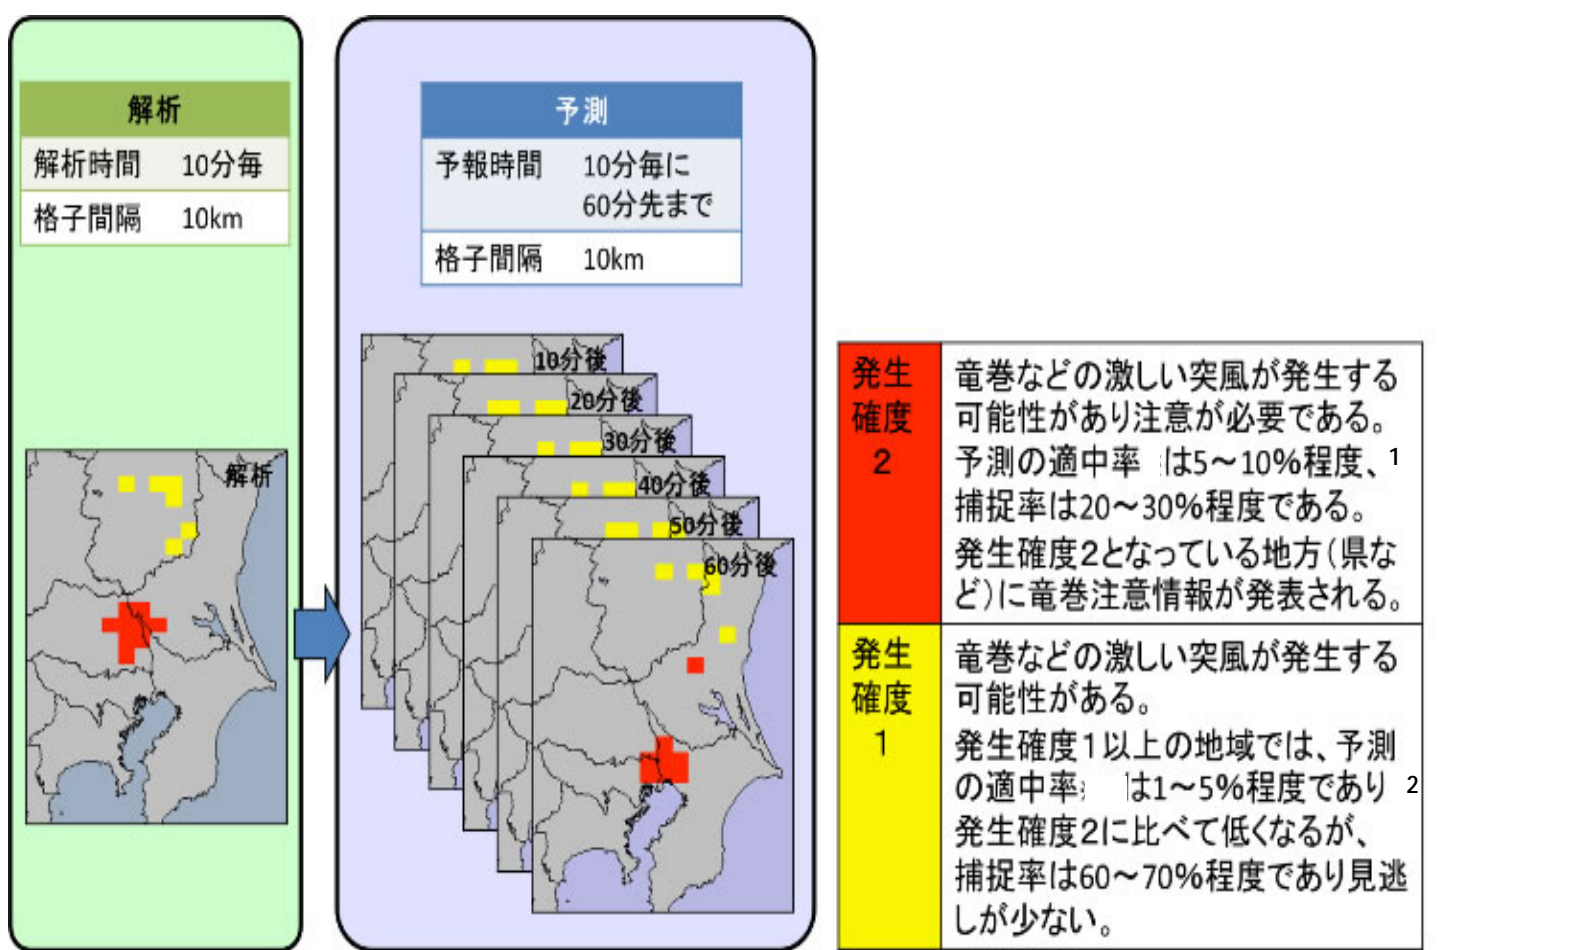 解析
解析時間 10分毎
格子間隔 10km
解析
予測
予報時間 10分毎に
60分先まで
格子間隔 10km
10分後
20分後
30分後
40分後
50分後
60分後
発生
確度
2
竜巻などの激しい突風が発生する
可能性があり注意が必要である。
予測の適中率 は5～10%程度、1
捕捉率は20～30%程度である。
発生確度2となっている地方(県な
ど)に竜巻注意情報が発表される。
発生
確度
1
竜巻などの激しい突風が発生する
可能性がある。
発生確度1以上の地域では、予測
の適中率 は1～5%程度であり 2
発生確度2に比べて低くなるが、
捕捉率は60～70%程度であり見逃
しが少ない。